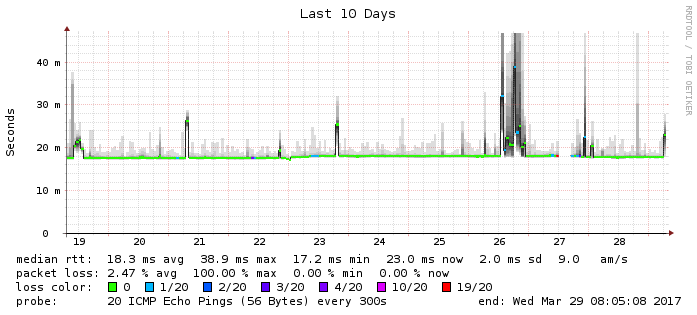 Last 10 Days
RRDTOOL / TOBI OETIKER
Seconds
40 m
30 m
20 m
10 m
0
19 20 21 22 23 24 25 26 27 28
median rtt: 18.3 ms avg 38.9 ms max 17.2 ms min 23.0 ms now 2.0 ms sd 9.0 am/s
packet loss: 2.47 % avg 100.00 % max 0.00 % min 0.00 % now
loss color: 0 1/20 2/20 3/20 4/20 10/20 19/20
probe: 20 ICMP Echo Pings (56 Bytes) every 300s end: Wed Mar 29 08:05:08 2017